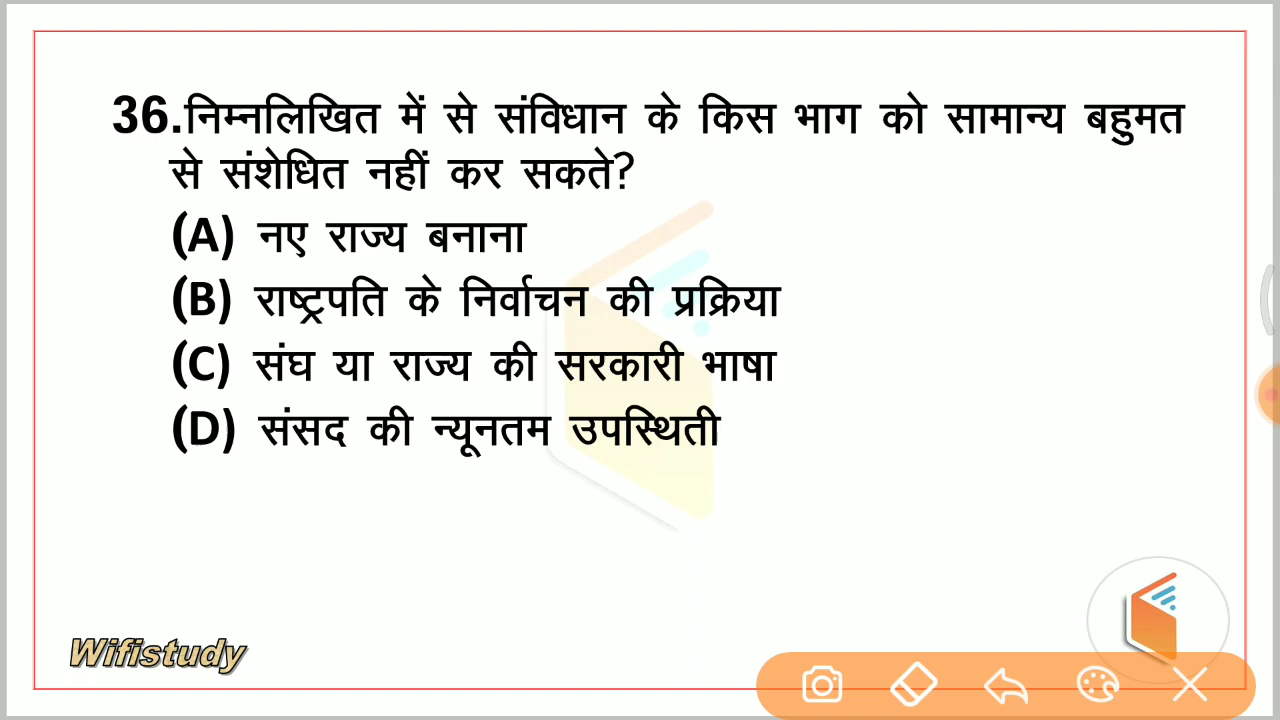 36.निम्नलिखित में से संविधान के किस भाग को सामान्य बहुमत
से संशेधित नहीं कर सकते?
(A) नए राज्य बनाना
(B) राष्ट्रपति के निर्वाचन की प्रक्रिया
(C) संघ या राज्य की सरकारी भाषा
(D) संसद की न्यूनतम उपस्थिती
Wifistudy